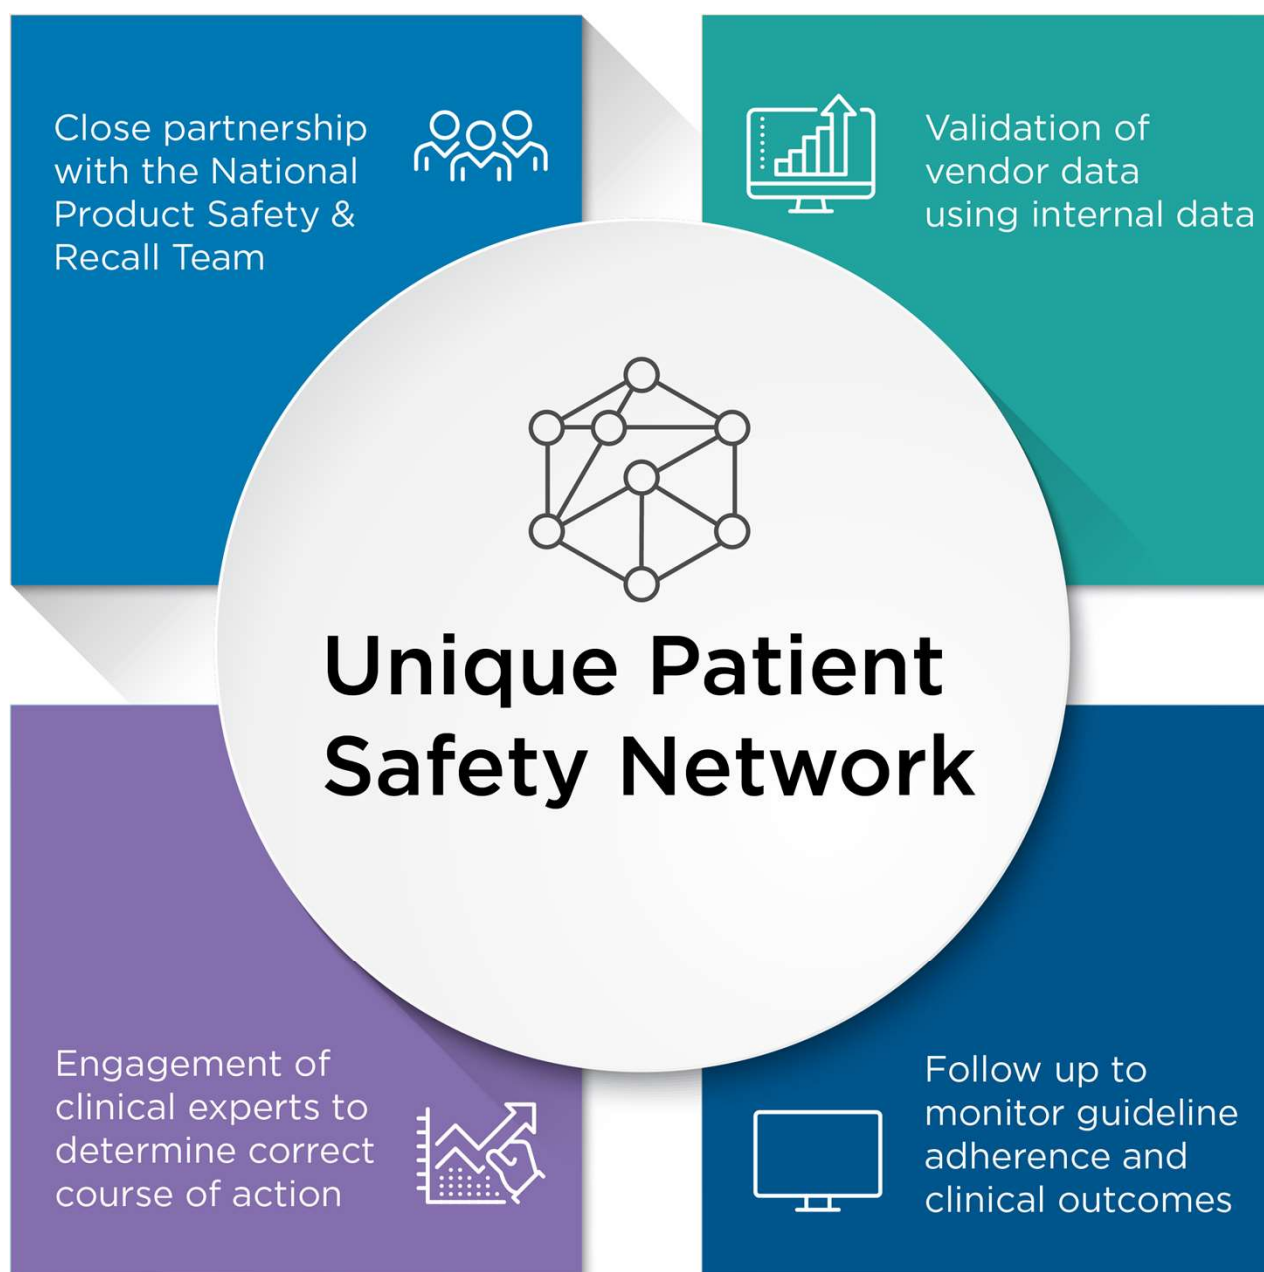 Close partnership
with the National
Product Safety &
Recall Team
Validation of
vendor data
using internal data
Unique Patient
Safety Network
Engagement of
clinical experts to
determine correct
course of action
Follow up to
monitor guideline
adherence and
clinical outcomes